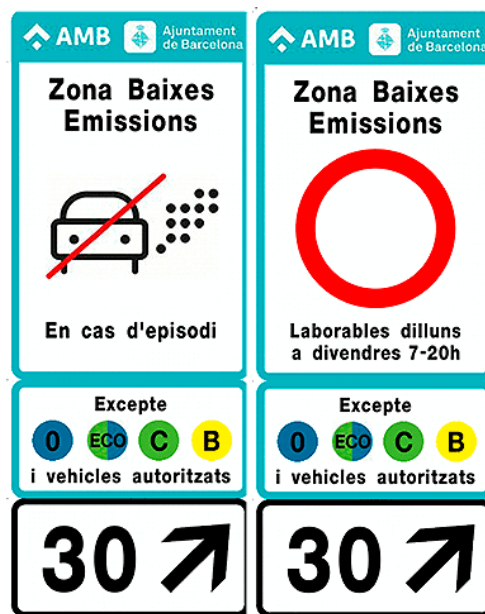 AMB
Ajuntament
de Barcelona
Zona Baixes
Emissions
En cas d'episodi
Excepte
0 ECO C B
i vehicles autoritzats
30
AMB
Ajuntament
de Barcelona
Zona Baixes
Emissions
Laborables dilluns
a divendres 7-20h
Excepte
0 ECO C B
i vehicles autoritzats
30